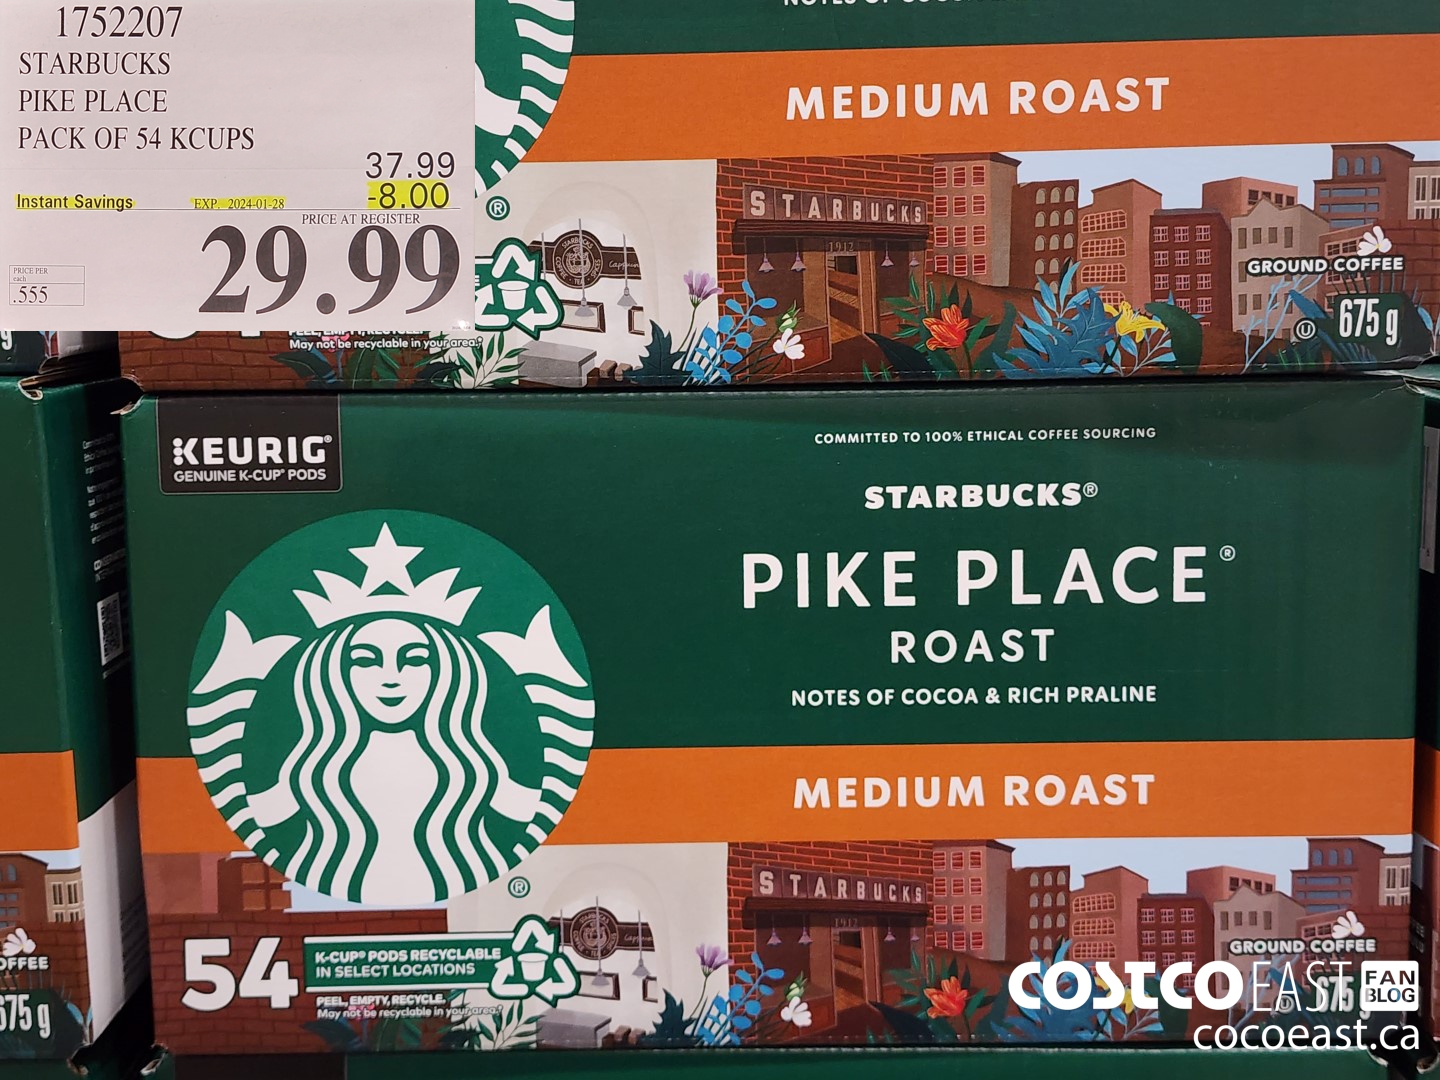 1752207
STARBUCKS
PIKE PLACE
PACK OF 54 KCUPS
37.99
Instant Savings EXP. 2024-01-28 -8.00
PRICE AT REGISTER
29.99
PRICE PER
each
.555
MEDIUM ROAST
STARBUCKS
1912
®
GROUND COFFEE
U 675 g
May not be recyclable in your area.*
KEURIG®
GENUINE K-CUP® PODS
COMMITTED TO 100% ETHICAL COFFEE SOURCING
STARBUCKS®
PIKE PLACE®
ROAST
NOTES OF COCOA & RICH PRALINE
MEDIUM ROAST
®
STARBUCKS
1912
54
K-CUP® PODS RECYCLABLE
IN SELECT LOCATIONS
PEEL, EMPTY, RECYCLE.
May not be recyclable in your area.*
GROUND COFFEE
675 g
OFFEE
675 g
COSTCO EAST FAN
BLOG
cocoeast.ca